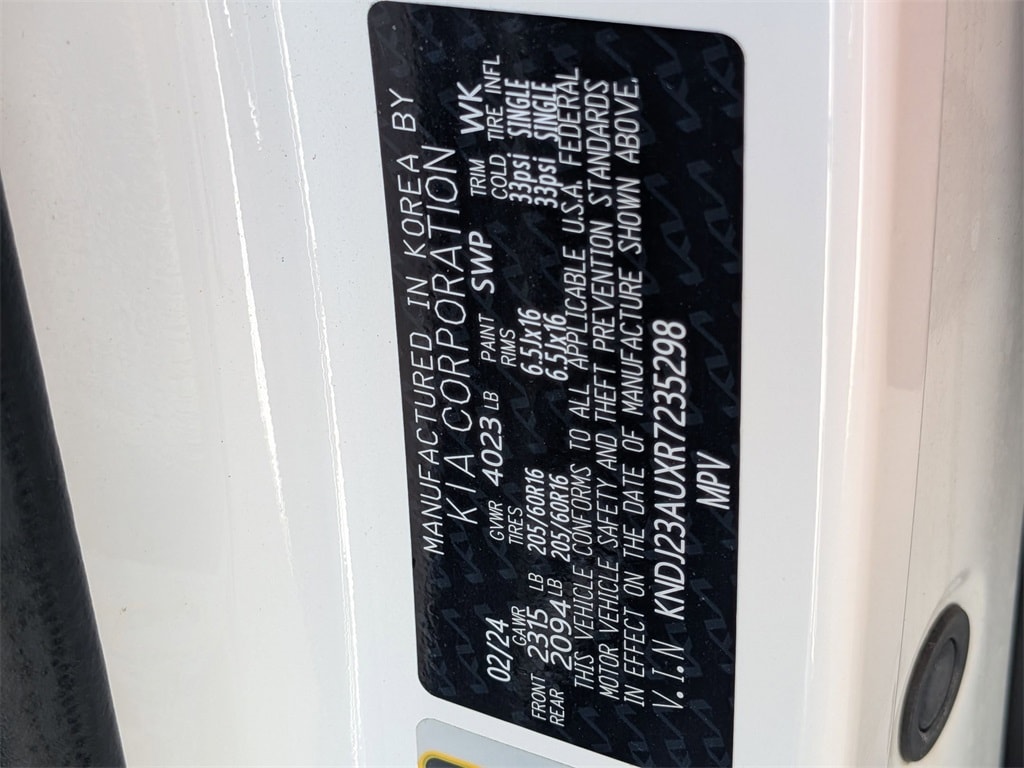 MANUFACTURED IN KOREA BY
KIA CORPORATION
02/24 GVWR 4023 LB PAINT SWP TRIM WK
GAWR TIRES RIMS COLD TIRE INFL
FRONT 2315 LB 205/60R16 6.5JX16 33psi SINGLE
REAR 2094 LB 205/60R16 6.5JX16 33psi SINGLE
THIS VEHICLE CONFORMS TO ALL APPLICABLE U.S.A. FEDERAL
MOTOR VEHICLE SAFETY AND THEFT PREVENTION STANDARDS
IN EFFECT ON THE DATE OF MANUFACTURE SHOWN ABOVE.
V.I.N KNDJ23AUXR7235298
MPV